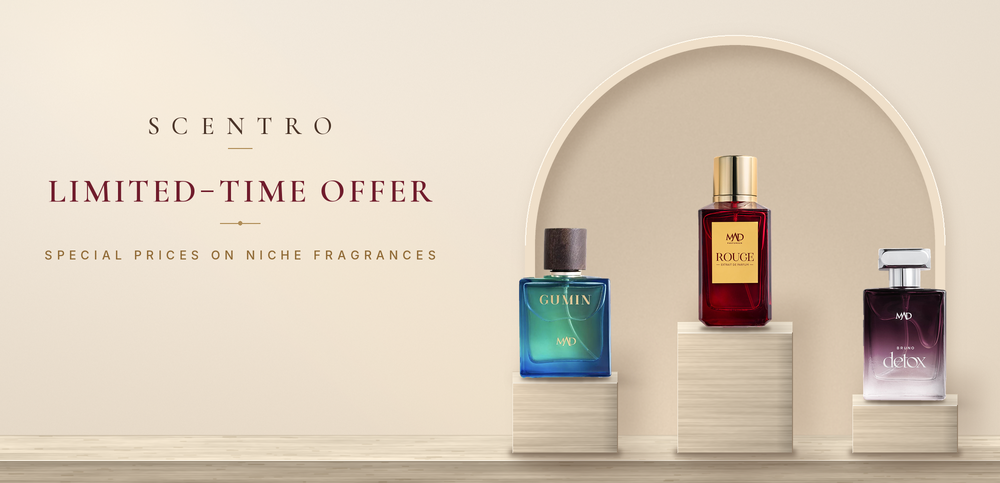 SCENTRO
LIMITED-TIME OFFER
SPECIAL PRICES ON NICHE FRAGRANCES
GUMIN
MAD
MAD
ROUGE
MAD
BRUNO
detox